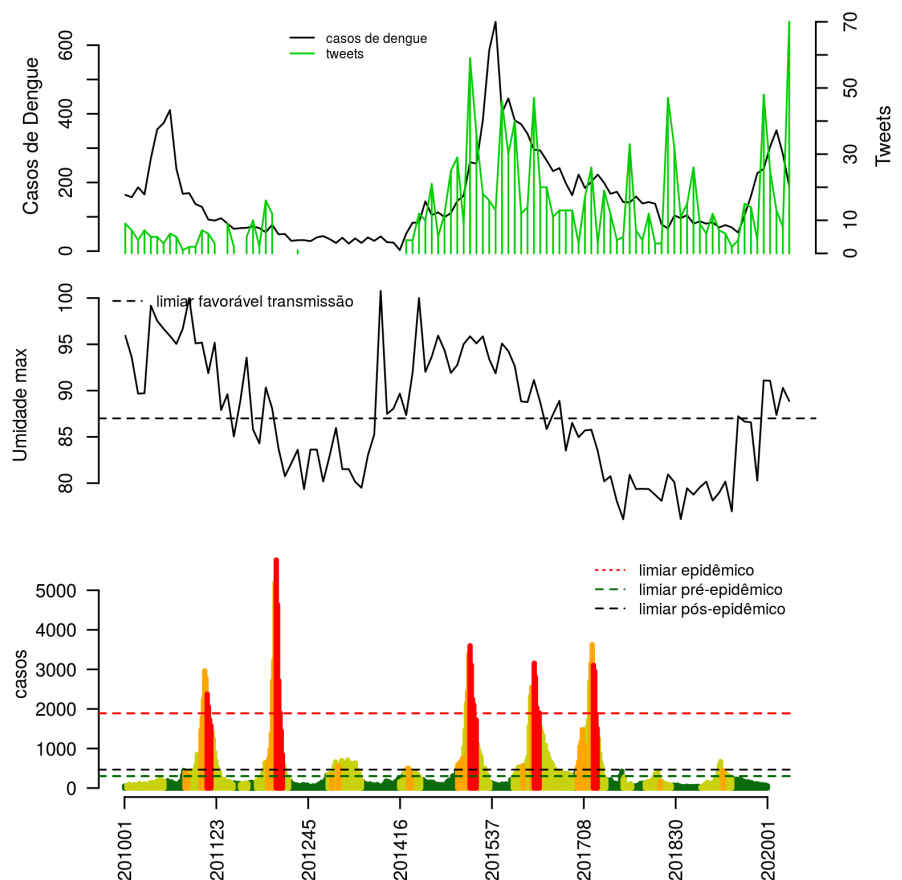 casos de dengue
tweets
Casos de Dengue
600
400
200
0
Tweets
70
50
30
10
0
limiar favorável transmissão
Umidade max
100
95
90
85
80
limiar epidêmico
limiar pré-epidêmico
limiar pós-epidêmico
casos
5000
4000
3000
2000
1000
0
201001
201123
201245
201416
201537
201708
201830
202001